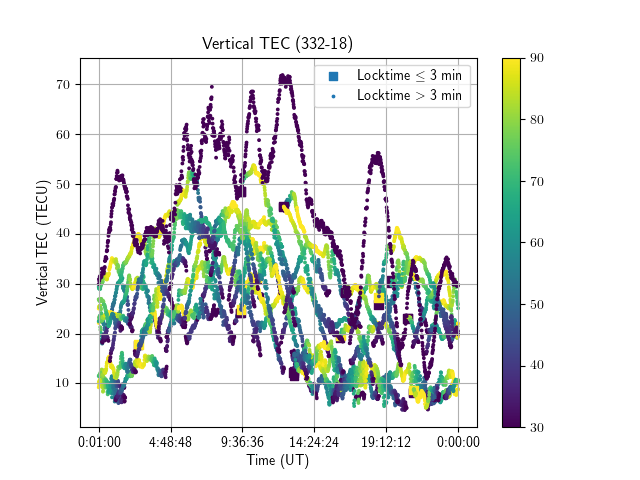 Vertical TEC (332-18)
Locktime ≤ 3 min
Locktime > 3 min
Vertical TEC (TECU)
70
60
50
40
30
20
10
0:01:00 4:48:48 9:36:36 14:24:24 19:12:12 0:00:00
Time (UT)
90
80
70
60
50
40
30